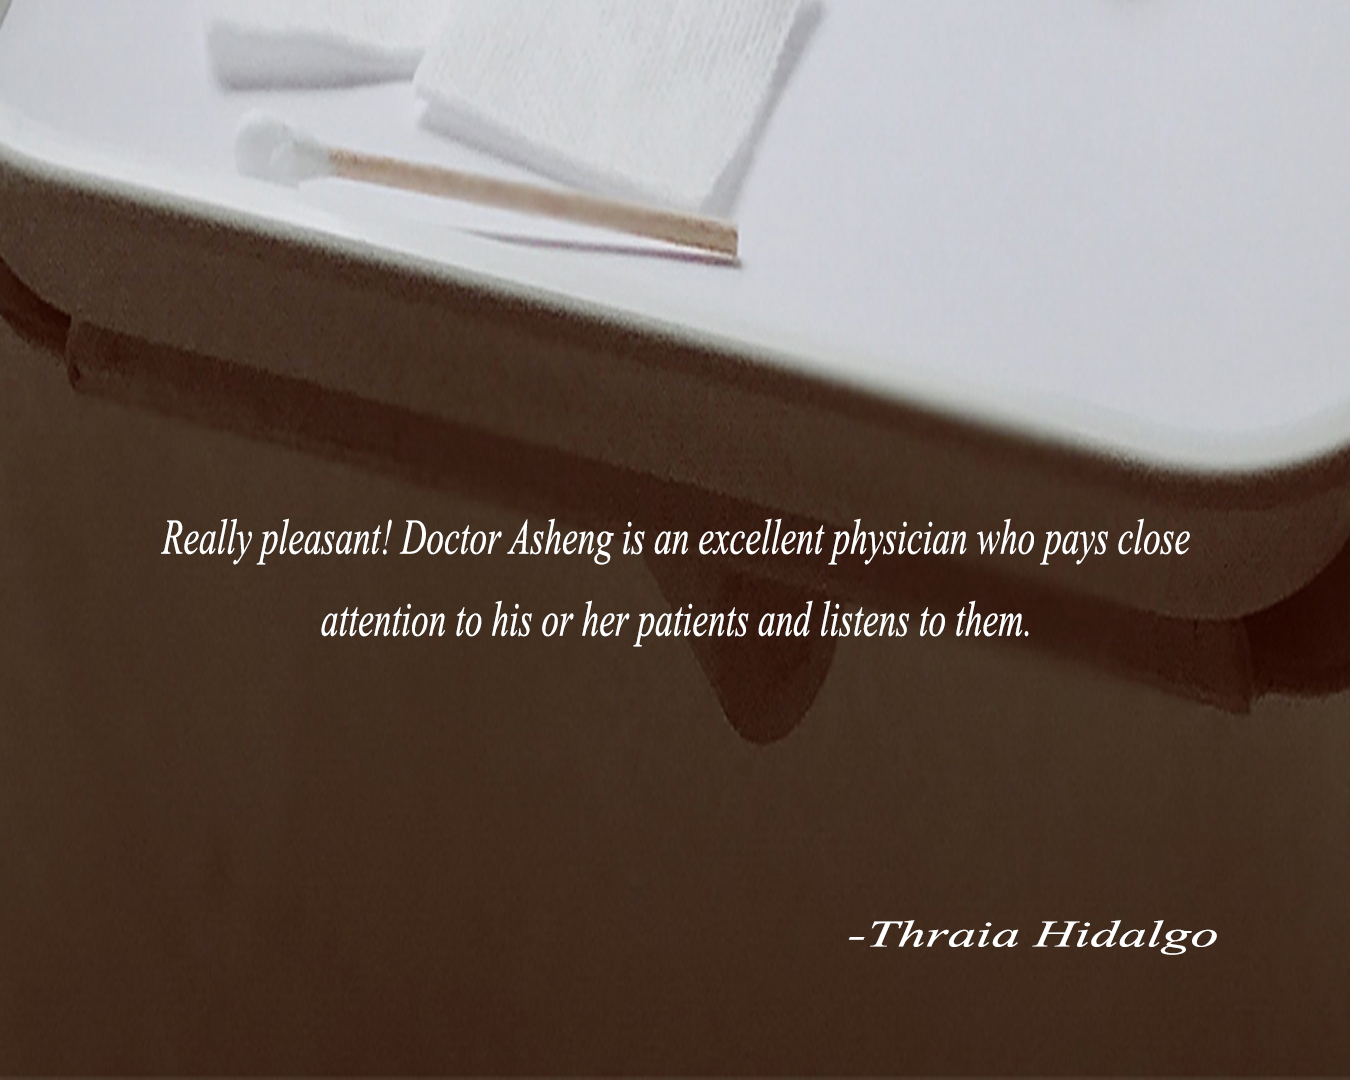 Really pleasant! Doctor Asheng is an excellent physician who pays close
attention to his or her patients and listens to them.
-Thraia Hidalgo